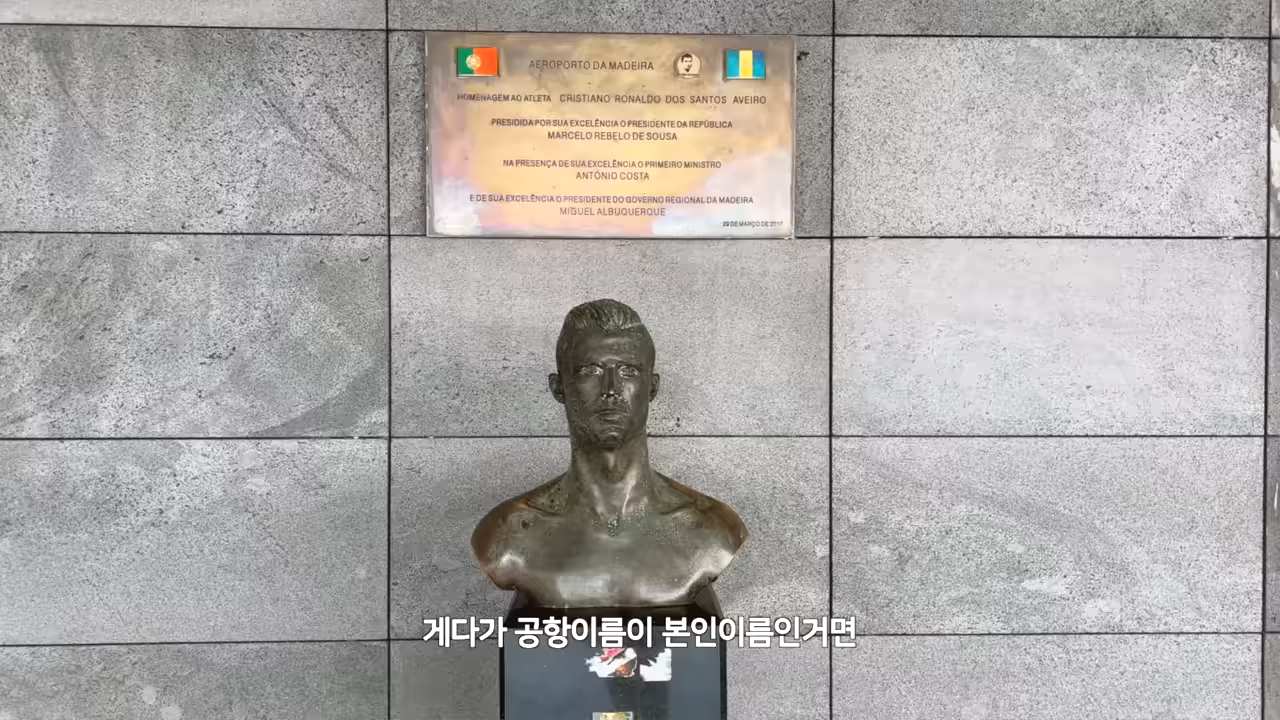 AEROPORTO DA MADEIRA
HOMENAGEM AO ATLETA CRISTIANO RONALDO DOS SANTOS AVEIRO
PRESIDIDA POR SUA EXCELÊNCIA O PRESIDENTE DA REPÚBLICA
MARCELO REBELO DE SOUSA
NA PRESENÇA DE SUA EXCELÊNCIA O PRIMEIRO MINISTRO
ANTÓNIO COSTA
E DE SUA EXCELÊNCIA O PRESIDENTE DO GOVERNO REGIONAL DA MADEIRA
MIGUEL ALBUQUERQUE
29 DE MARÇO DE 2017
게다가 공항이름이 본인이름인거면